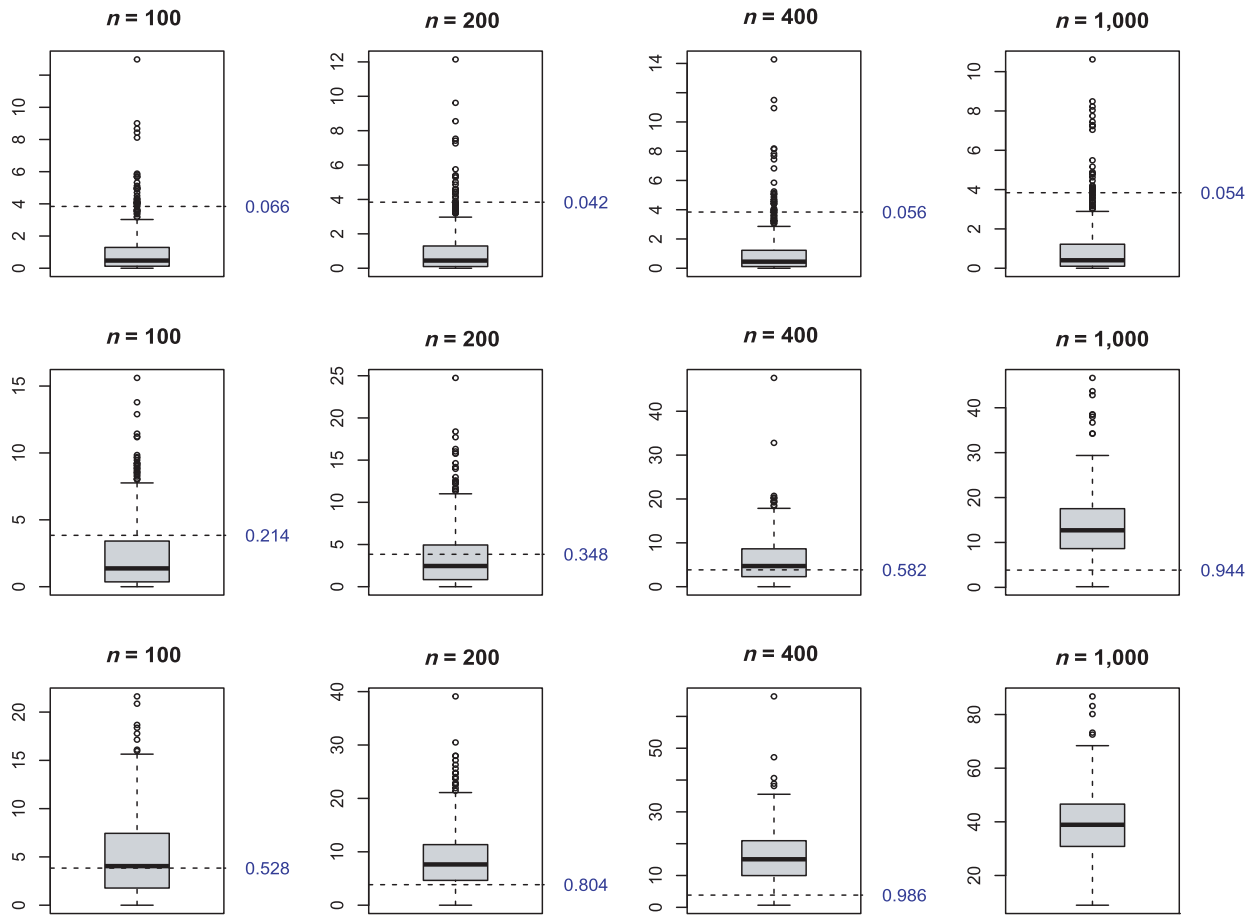 n = 100
n = 200
n = 400
n = 1,000
0 2 4 6 8 10
0.066
0 2 4 6 8 10 12
0.042
0 2 4 6 8 10 14
0.056
0 2 4 6 8 10
0.054
n = 100
n = 200
n = 400
n = 1,000
0 5 10 15
0.214
0 5 10 15 20 25
0.348
0 10 20 30 40
0.582
0 10 20 30 40
0.944
n = 100
n = 200
n = 400
n = 1,000
0 5 10 15 20
0.528
0 10 20 30 40
0.804
0 10 30 50
0.986
20 40 60 80